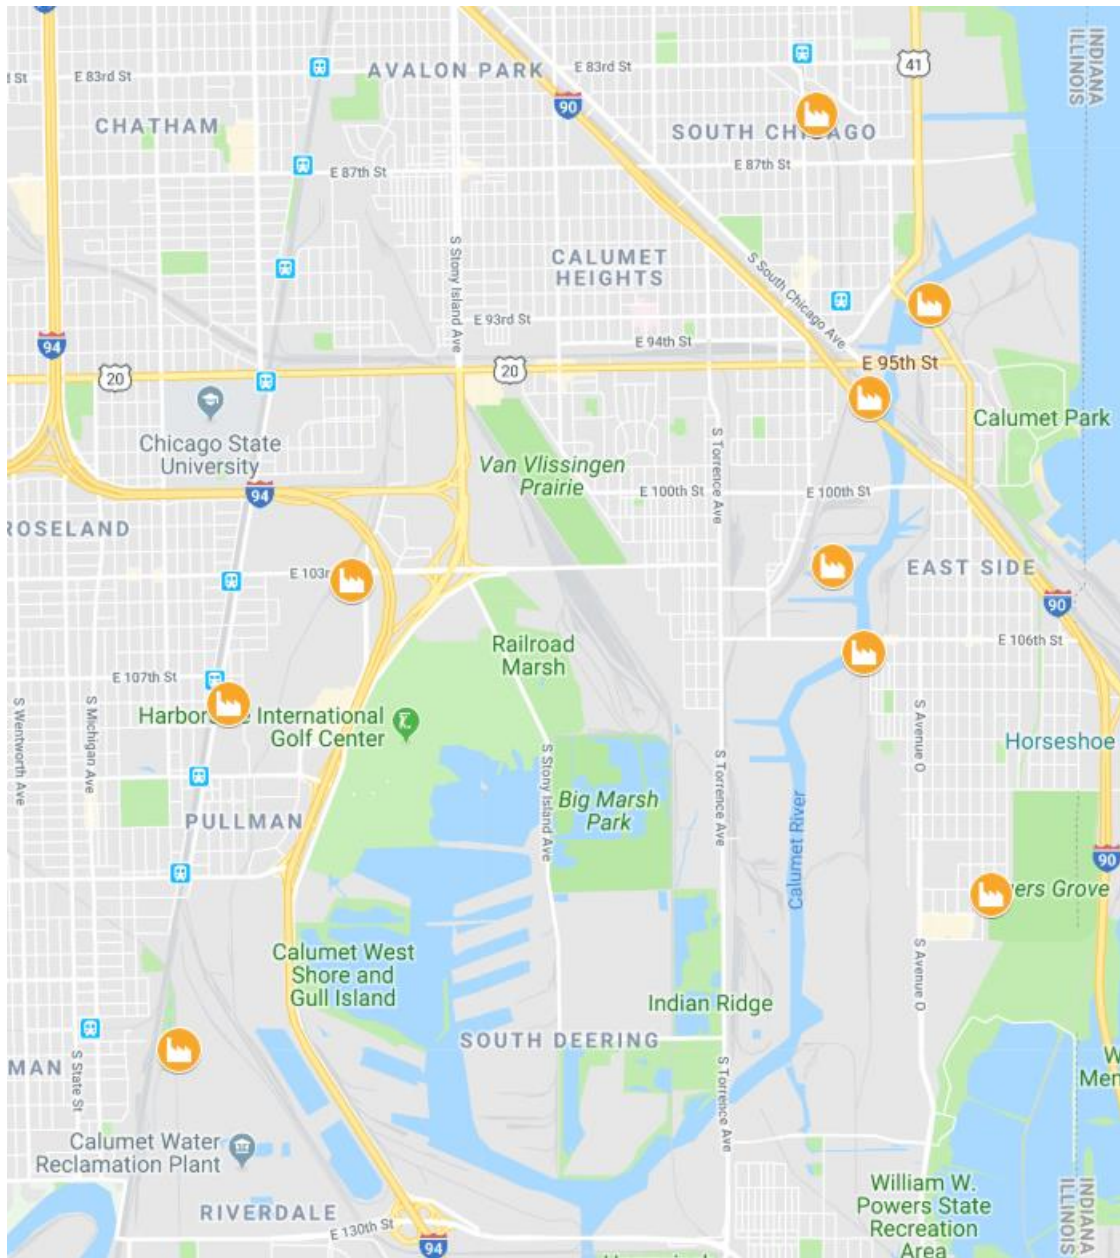 INDIANA
ILLINOIS
E 83rd St
AVALON PARK
E 83rd St
41
90
CHATHAM
SOUTH CHICAGO
E 87th St
E 87th St
S Stony Island Ave
CALUMET
HEIGHTS
S South Chicago Ave
E 93rd St
E 94th St
94
E 95th St
20
20
Chicago State
University
Calumet Park
Van Vlissingen
Prairie
S Torrence Ave
E 100th St
E 100th St
94
ROSELAND
E 103r
EAST SIDE
90
Railroad
Marsh
E 106th St
E 107th St
S Wentworth Ave
S Michigan Ave
International
Golf Center
S Avenue O
Horseshoe
S Stony Island Ave
S Torrence Ave
Big Marsh
Park
Calumet River
PULLMAN
90
ers Grove
Calumet West
Shore and
Gull Island
S Avenue O
Indian Ridge
SOUTH DEERING
MAN
S State St
S Torrence Ave
W
Mem
Calumet Water
Reclamation Plant
William W.
Powers State
Recreation
Area
INDIANA
ILLINOIS
RIVERDALE
E 130th St
94